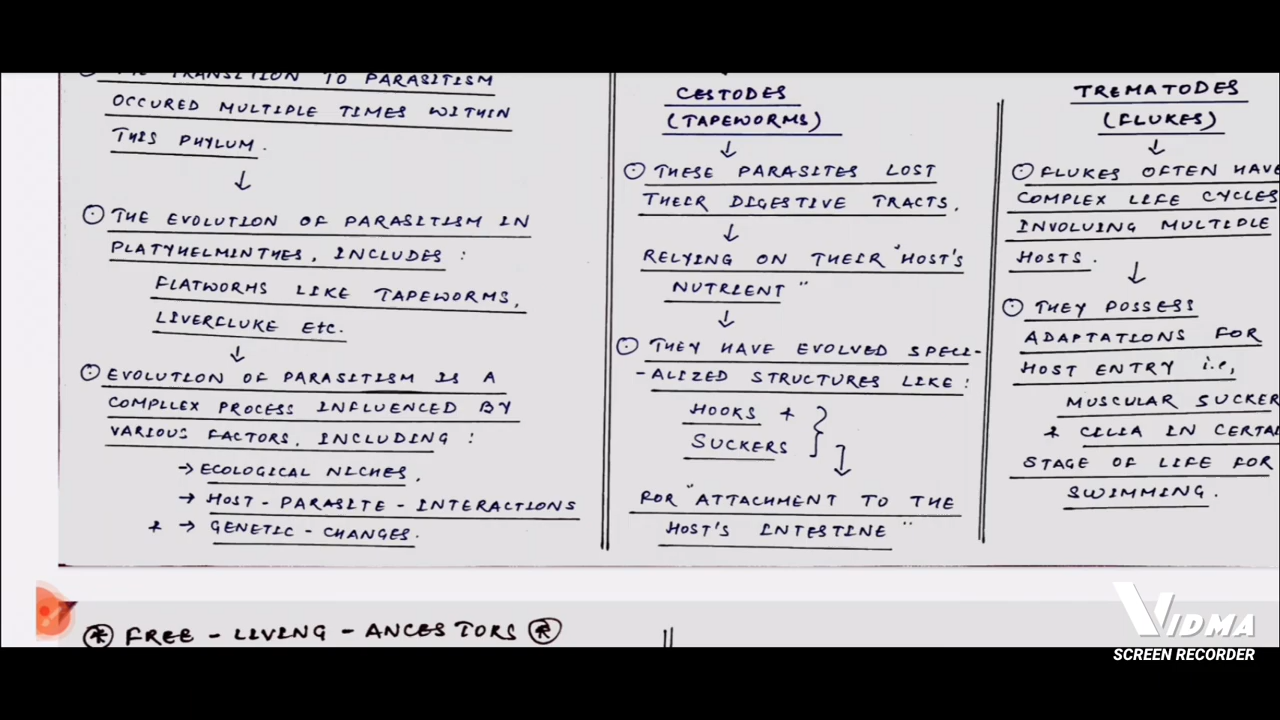 THE TRANSITION TO PARASITISM
OCCURED MULTIPLE TIMES WITHIN
THIS PHYLUM.
↓
⊙ THE EVOLUTION OF PARASITISM IN
PLATYHELMINTHES, INCLUDES :
FLATWORMS LIKE TAPEWORMS,
LIVERFLUKE ETC.
↓
⊙ EVOLUTION OF PARASITISM IS A
COMPLLEX PROCESS INFLUENCED BY
VARIOUS FACTORS, INCLUDING :
→ ECOLOGICAL NICHES,
→ HOST-PARASITE-INTERACTIONS
+ → GENETIC-CHANGES.
CESTODES
(TAPEWORMS)
↓
⊙ THESE PARASITES LOST
THEIR DIGESTIVE TRACTS.
↓
RELYING ON THEIR "HOST'S
NUTRIENT"
↓
⊙ THEY HAVE EVOLVED SPECI-
-ALIZED STRUCTURES LIKE :
HOOKS +
SUCKERS
FOR "ATTACHMENT TO THE
HOST'S INTESTINE"
TREMATODES
(FLUKES)
↓
⊙ FLUKES OFTEN HAVE
COMPLEX LIFE CYCLES
INVOLVING MULTIPLE
HOSTS.
↓
⊙ THEY POSSESS
ADAPTATIONS FOR
HOST ENTRY i.e,
MUSCULAR SUCKER
+ CILIA IN CERTAI
STAGE OF LIFE FOR
SWIMMING.
⊛ FREE-LIVING-ANCESTORS ⊛
VIDMA
SCREEN RECORDER